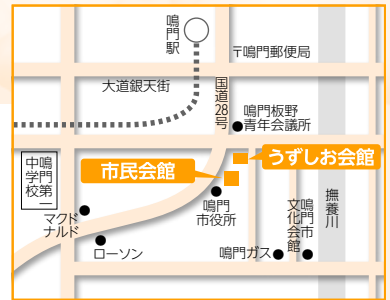 鳴門駅
〒鳴門郵便局
大道銀天街
国道28号
鳴門板野
青年会議所
うずしお会館
市民会館
鳴門第一
中学校
マクド
ナルド
ローソン
鳴門
市役所
鳴門ガス
鳴門市
文化会館
撫養川